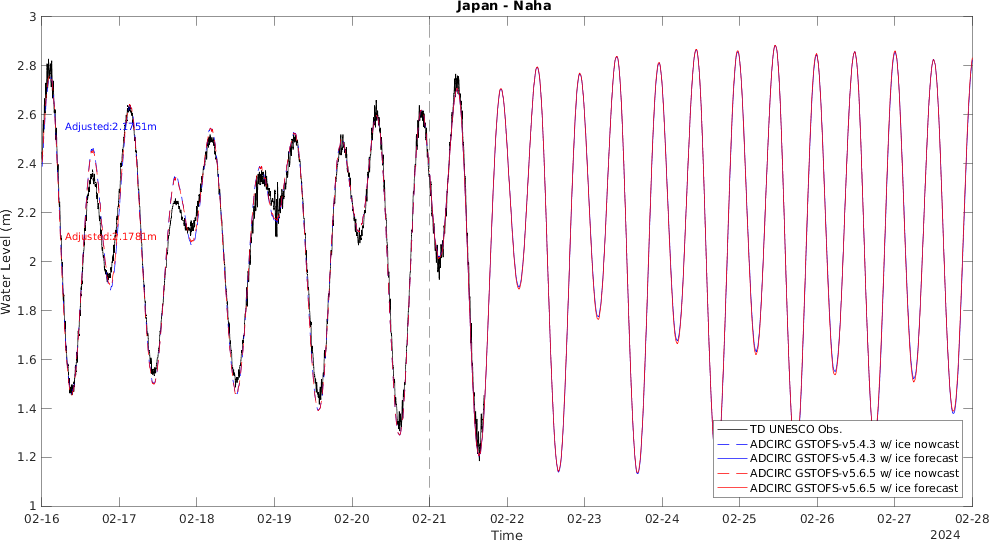 Japan - Naha
Water Level (m)
3
2.8
2.6
2.4
2.2
2
1.8
1.6
1.4
1.2
1
Adjusted:2.1751m
Adjusted:2.1781m
TD UNESCO Obs.
ADCIRC GSTOFS-v5.4.3 w/ ice nowcast
ADCIRC GSTOFS-v5.4.3 w/ ice forecast
ADCIRC GSTOFS-v5.6.5 w/ ice nowcast
ADCIRC GSTOFS-v5.6.5 w/ ice forecast
02-16 02-17 02-18 02-19 02-20 02-21 02-22 02-23 02-24 02-25 02-26 02-27 02-28
Time
2024